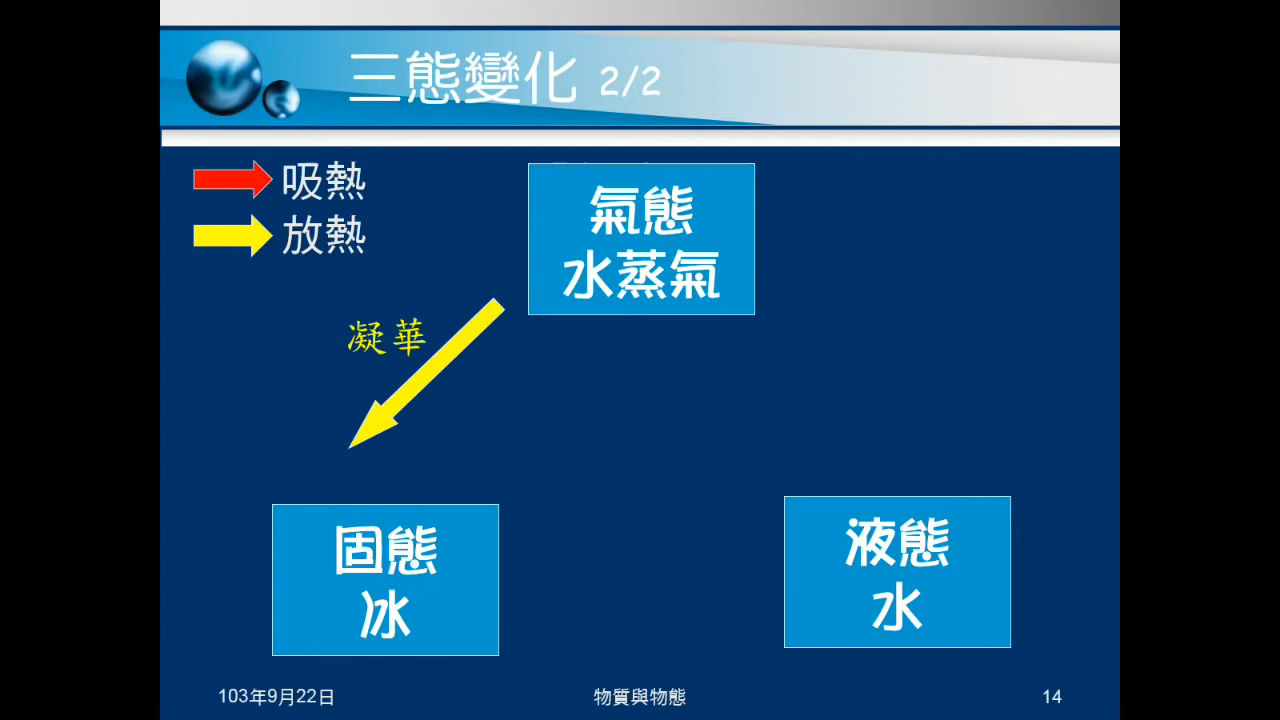 三態變化 2/2
吸熱
放熱
氣態
水蒸氣
凝華
固態
冰
液態
水
103年9月22日
物質與物態
14